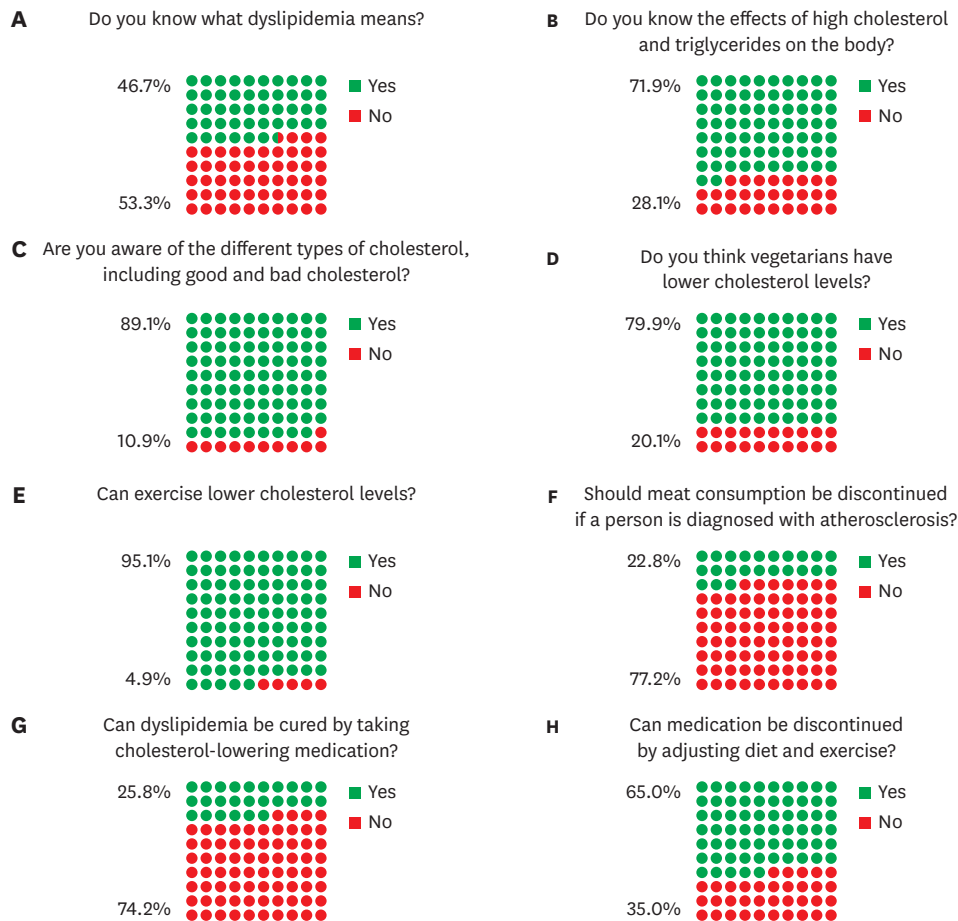 A
Do you know what dyslipidemia means?
46.7%
Yes
No
53.3%
B
Do you know the effects of high cholesterol
and triglycerides on the body?
71.9%
Yes
No
28.1%
C
Are you aware of the different types of cholesterol,
including good and bad cholesterol?
89.1%
Yes
No
10.9%
D
Do you think vegetarians have
lower cholesterol levels?
79.9%
Yes
No
20.1%
E
Can exercise lower cholesterol levels?
95.1%
Yes
No
4.9%
F
Should meat consumption be discontinued
if a person is diagnosed with atherosclerosis?
22.8%
Yes
No
77.2%
G
Can dyslipidemia be cured by taking
cholesterol-lowering medication?
25.8%
Yes
No
74.2%
H
Can medication be discontinued
by adjusting diet and exercise?
65.0%
Yes
No
35.0%